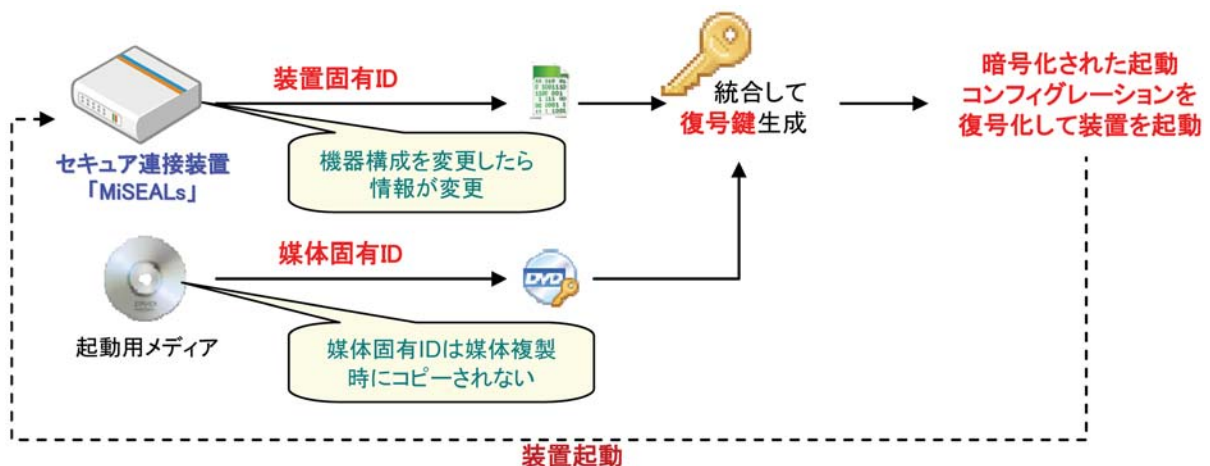 装置固有ID
統合して
復号鍵生成
暗号化された起動
コンフィグレーションを
復号化して装置を起動
セキュア連接装置
「MiSEALs」
機器構成を変更したら
情報が変更
媒体固有ID
DVD
起動用メディア
媒体固有IDは媒体複製
時にコピーされない
装置起動